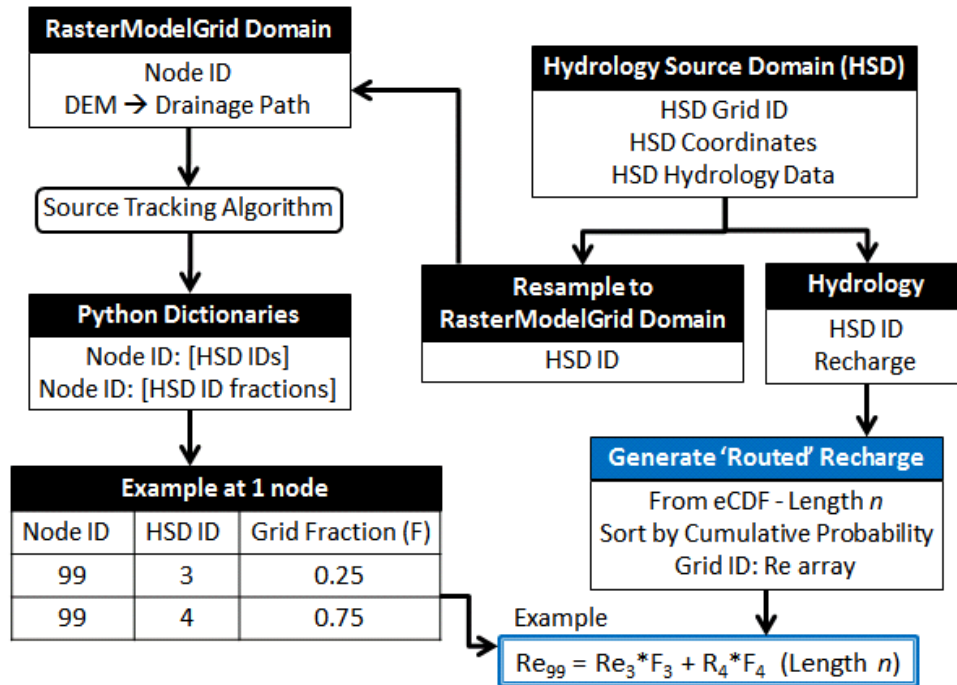 RasterModelGrid Domain
Node ID
DEM → Drainage Path
Source Tracking Algorithm
Python Dictionaries
Node ID: [HSD IDs]
Node ID: [HSD ID fractions]
Example at 1 node
Node ID HSD ID Grid Fraction (F)
99 3 0.25
99 4 0.75
Hydrology Source Domain (HSD)
HSD Grid ID
HSD Coordinates
HSD Hydrology Data
Resample to
RasterModelGrid Domain
HSD ID
Hydrology
HSD ID
Recharge
Generate ‘Routed’ Recharge
From eCDF - Length n
Sort by Cumulative Probability
Grid ID: Re array
Example
Re₉₉ = Re₃*F₃ + R₄*F₄ (Length n)